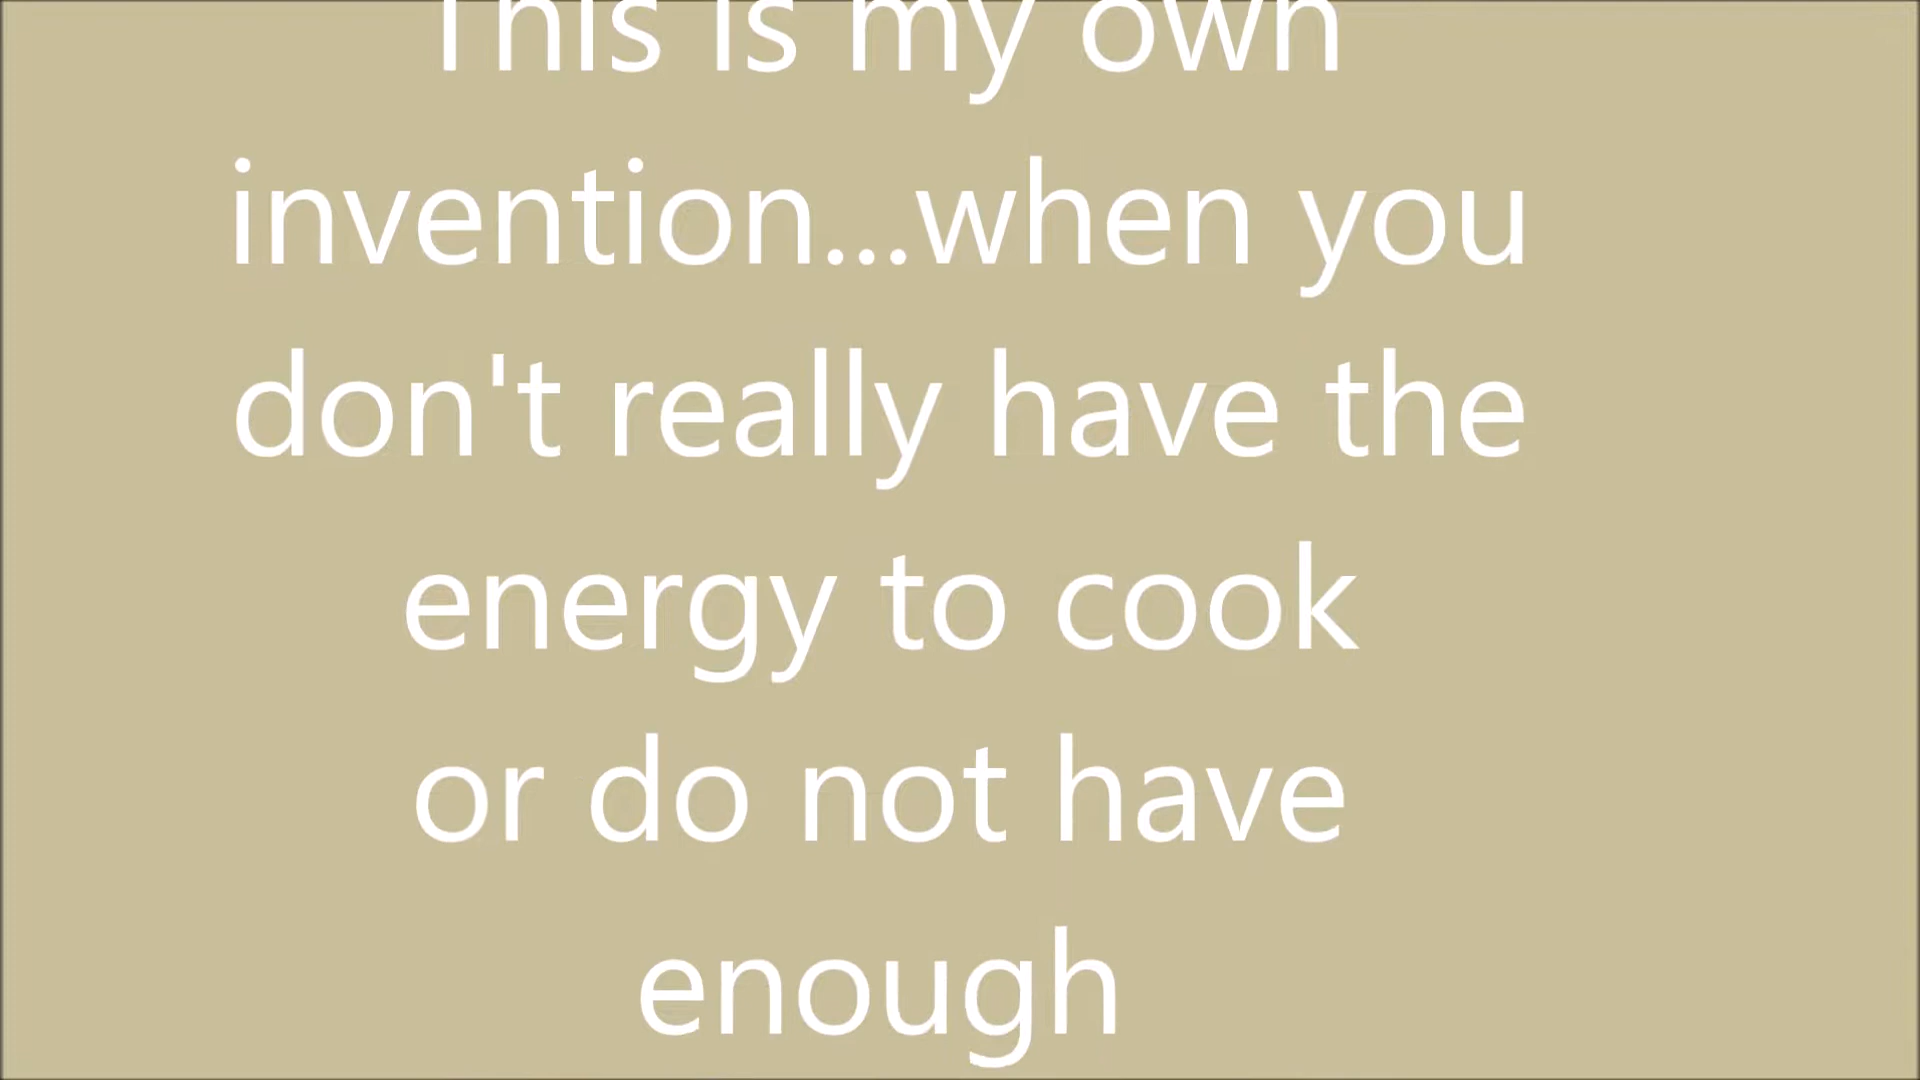 This is my own
invention...when you
don't really have the
energy to cook
or do not have
enough